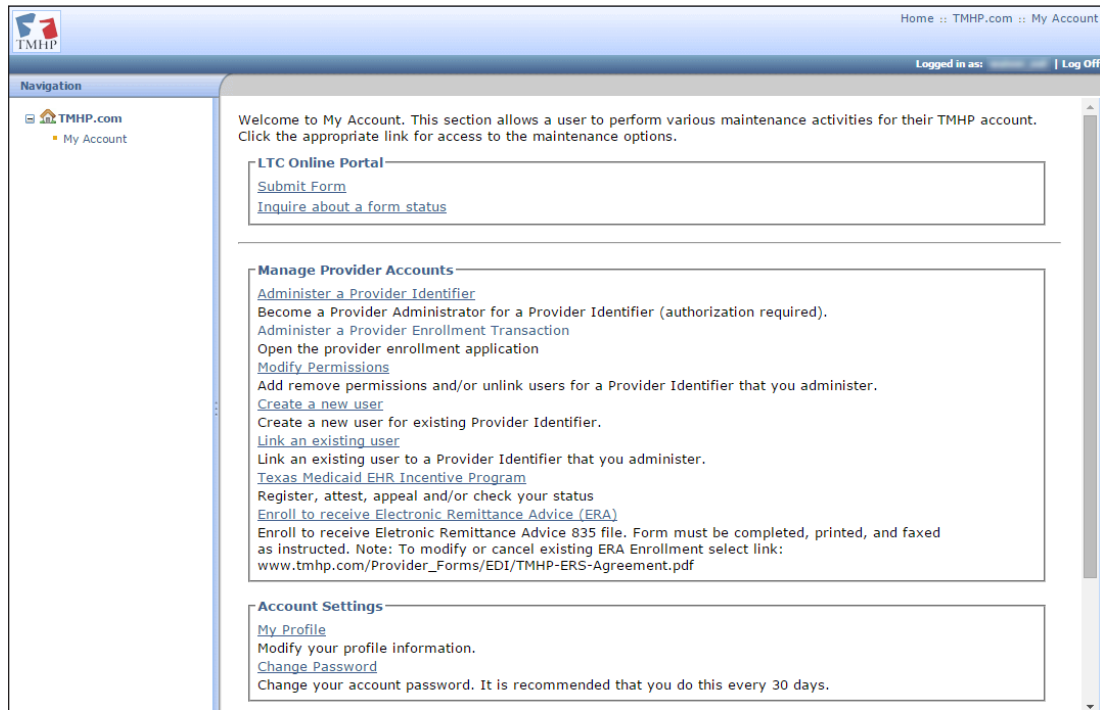 TMHP
Home :: TMHP.com :: My Account
Logged in as: | Log Off
Navigation
TMHP.com
My Account
Welcome to My Account. This section allows a user to perform various maintenance activities for their TMHP account.
Click the appropriate link for access to the maintenance options.
LTC Online Portal
Submit Form
Inquire about a form status
Manage Provider Accounts
Administer a Provider Identifier
Become a Provider Administrator for a Provider Identifier (authorization required).
Administer a Provider Enrollment Transaction
Open the provider enrollment application
Modify Permissions
Add remove permissions and/or unlink users for a Provider Identifier that you administer.
Create a new user
Create a new user for existing Provider Identifier.
Link an existing user
Link an existing user to a Provider Identifier that you administer.
Texas Medicaid EHR Incentive Program
Register, attest, appeal and/or check your status
Enroll to receive Electronic Remittance Advice (ERA)
Enroll to receive Eletronic Remittance Advice 835 file. Form must be completed, printed, and faxed
as instructed. Note: To modify or cancel existing ERA Enrollment select link:
www.tmhp.com/Provider_Forms/EDI/TMHP-ERS-Agreement.pdf
Account Settings
My Profile
Modify your profile information.
Change Password
Change your account password. It is recommended that you do this every 30 days.